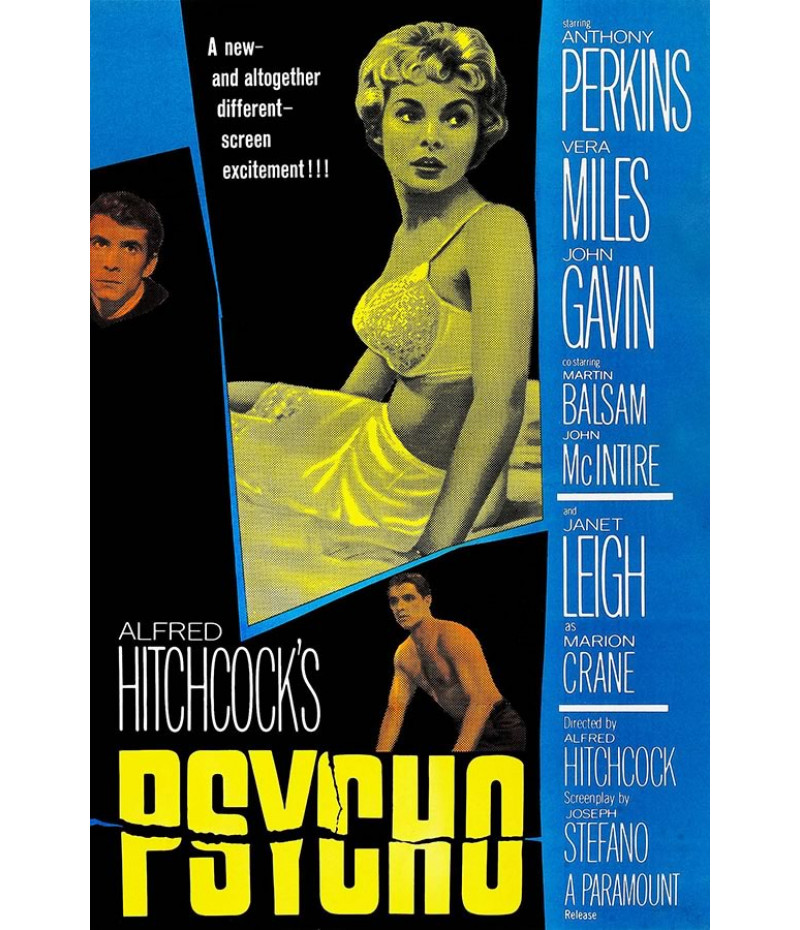 A new–
and altogether
different–
screen
excitement!!!
ALFRED
HITCHCOCK'S
PSYCHO
starring
ANTHONY
PERKINS
VERA
MILES
JOHN
GAVIN
co-starring
MARTIN
BALSAM
JOHN
McINTIRE
and
JANET
LEIGH
as
MARION
CRANE
Directed by
ALFRED
HITCHCOCK
Screenplay by
JOSEPH
STEFANO
A PARAMOUNT
Release